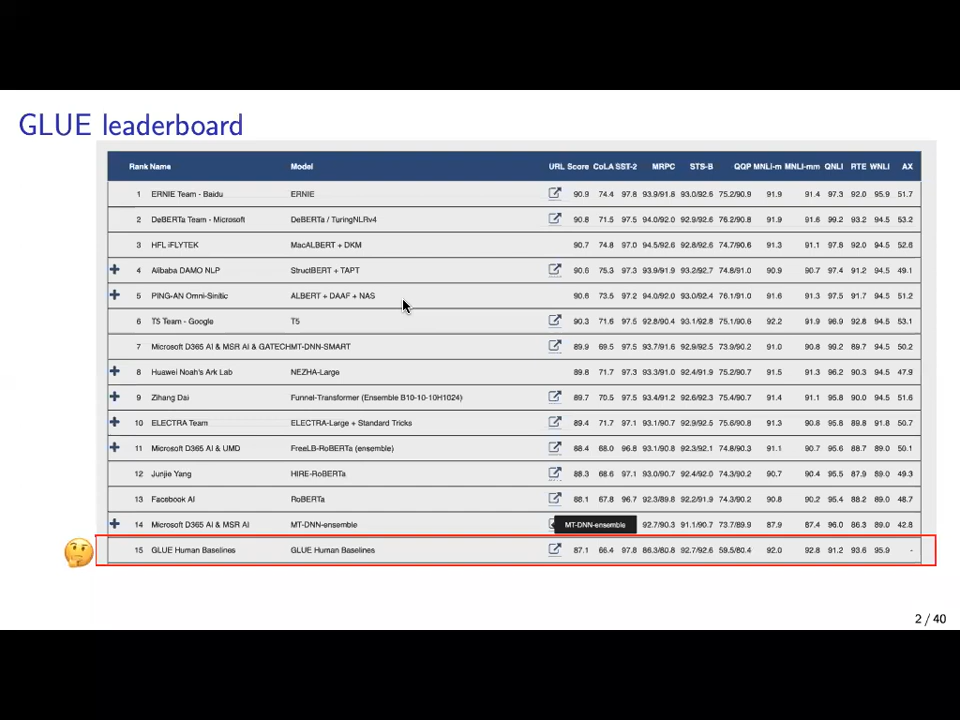 GLUE leaderboard
Rank Name Model URL Score CoLA SST-2 MRPC STS-B QQP MNLI-m MNLI-mm QNLI RTE WNLI AX
1 ERNIE Team - Baidu ERNIE 90.9 74.4 97.8 93.9/91.8 93.0/92.6 75.2/90.9 91.9 91.4 97.3 92.0 95.9 51.7
2 DeBERTa Team - Microsoft DeBERTa / TuringNLRv4 90.8 71.5 97.5 94.0/92.0 92.9/92.6 76.2/90.8 91.9 91.6 99.2 93.2 94.5 53.2
3 HFL iFLYTEK MacALBERT + DKM 90.7 74.8 97.0 94.5/92.6 92.8/92.6 74.7/90.6 91.3 91.1 97.8 92.0 94.5 52.6
4 Alibaba DAMO NLP StructBERT + TAPT 90.6 75.3 97.3 93.9/91.9 93.2/92.7 74.8/91.0 90.9 90.7 97.4 91.2 94.5 49.1
5 PING-AN Omni-Sinitic ALBERT + DAAF + NAS 90.6 73.5 97.2 94.0/92.0 93.0/92.4 76.1/91.0 91.6 91.3 97.5 91.7 94.5 51.2
6 T5 Team - Google T5 90.3 71.6 97.5 92.8/90.4 93.1/92.8 75.1/90.6 92.2 91.9 96.9 92.8 94.5 53.1
7 Microsoft D365 AI & MSR AI & GATECHMT-DNN-SMART 89.9 69.5 97.5 93.7/91.6 92.9/92.5 73.9/90.2 91.0 90.8 99.2 89.7 94.5 50.2
8 Huawei Noah's Ark Lab NEZHA-Large 89.8 71.7 97.3 93.3/91.0 92.4/91.9 75.2/90.7 91.5 91.3 96.2 90.3 94.5 47.9
9 Zihang Dai Funnel-Transformer (Ensemble B10-10-10H1024) 89.7 70.5 97.5 93.4/91.2 92.6/92.3 75.4/90.7 91.4 91.1 95.8 90.0 94.5 51.6
10 ELECTRA Team ELECTRA-Large + Standard Tricks 89.4 71.7 97.1 93.1/90.7 92.9/92.5 75.6/90.8 91.3 90.8 95.8 89.8 91.8 50.7
11 Microsoft D365 AI & UMD FreeLB-RoBERTa (ensemble) 88.4 68.0 96.8 93.1/90.8 92.3/92.1 74.8/90.3 91.1 90.7 95.6 88.7 89.0 50.1
12 Junjie Yang HIRE-RoBERTa 88.3 68.6 97.1 93.0/90.7 92.4/92.0 74.3/90.2 90.7 90.4 95.5 87.9 89.0 49.3
13 Facebook AI RoBERTa 88.1 67.8 96.7 92.3/89.8 92.2/91.9 74.3/90.2 90.8 90.2 95.4 88.2 89.0 48.7
14 Microsoft D365 AI & MSR AI MT-DNN-ensemble MT-DNN-ensemble 92.7/90.3 91.1/90.7 73.7/89.9 87.9 87.4 96.0 86.3 89.0 42.8
15 GLUE Human Baselines GLUE Human Baselines 87.1 66.4 97.8 86.3/80.8 92.7/92.6 59.5/80.4 92.0 92.8 91.2 93.6 95.9 -
2 / 40